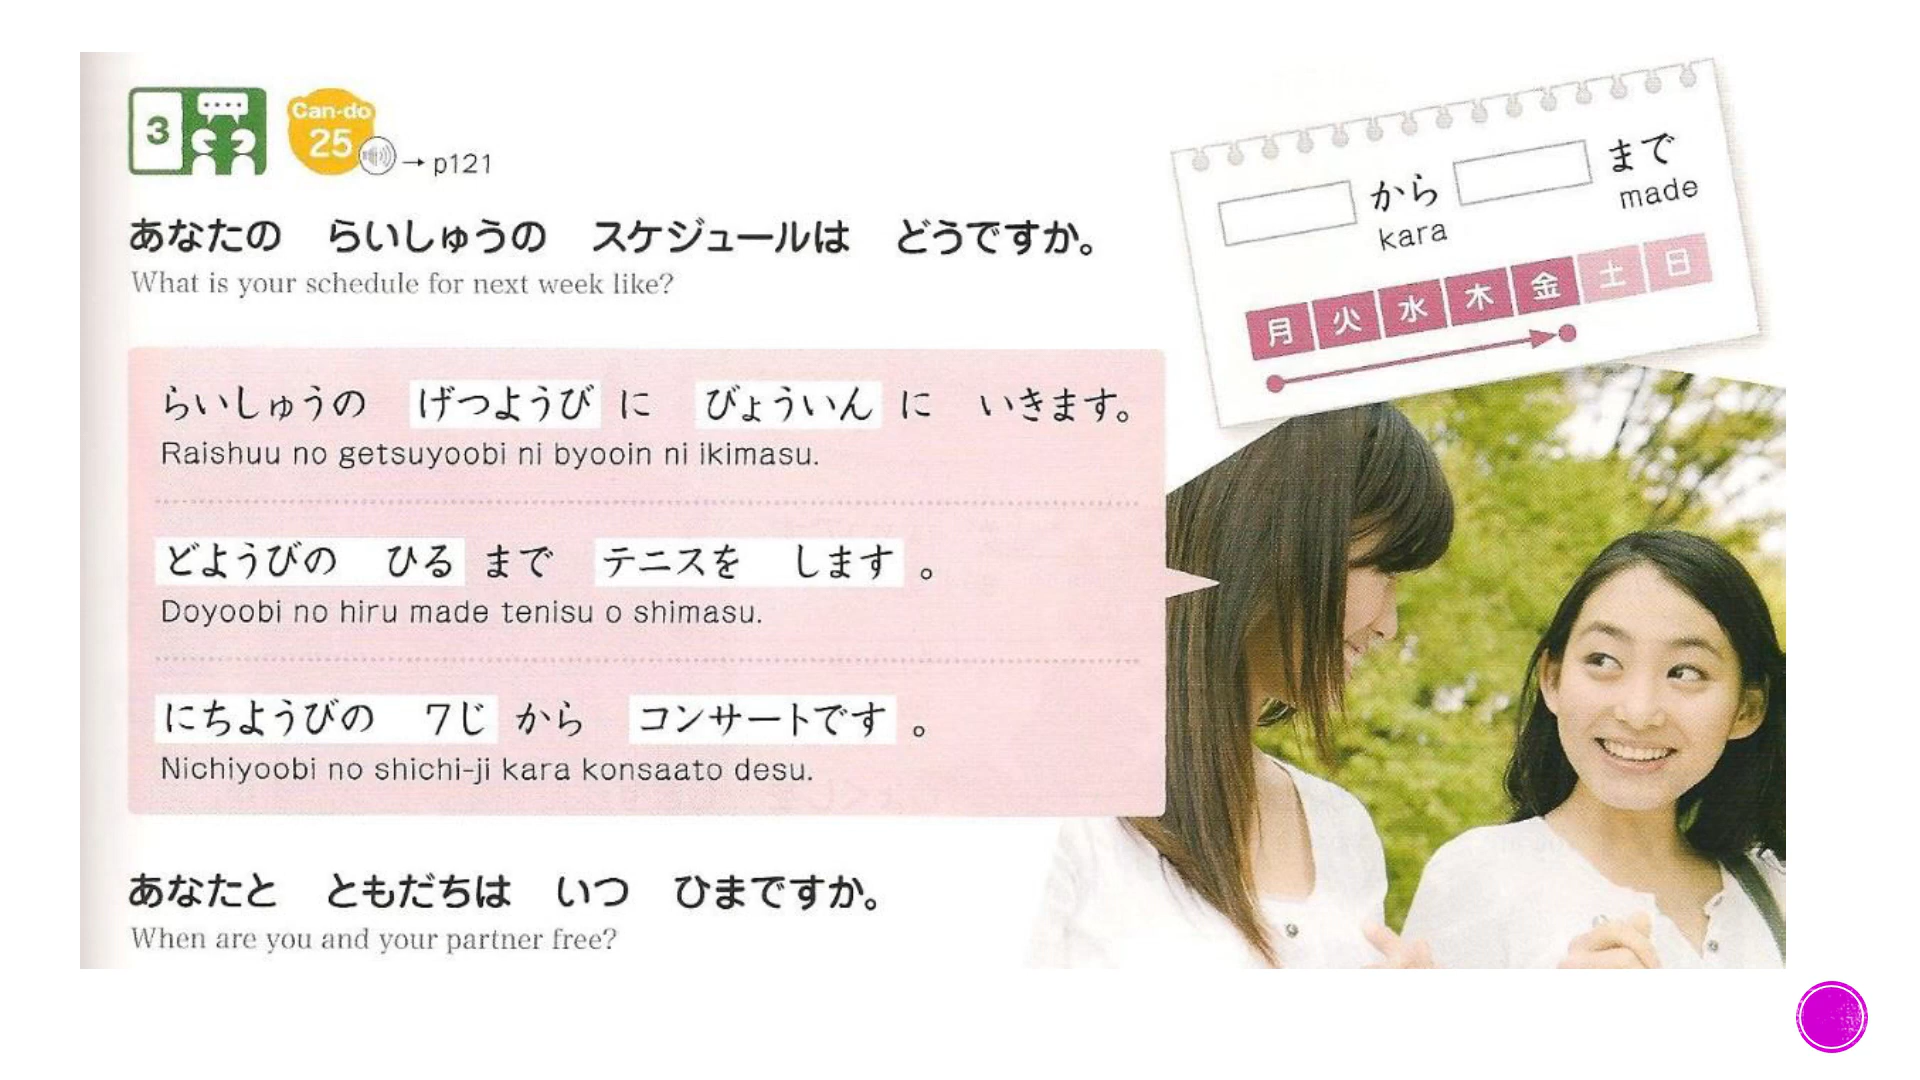 3
Can-do
25
→ p121
あなたの らいしゅうの スケジュールは どうですか。
What is your schedule for next week like?
から まで
kara made
月 火 水 木 金 土 日
らいしゅうの げつようび に びょういん に いきます。
Raishuu no getsuyoobi ni byooin ni ikimasu.
どようびの ひる まで テニスを します 。
Doyoobi no hiru made tenisu o shimasu.
にちようびの 7じ から コンサートです 。
Nichiyoobi no shichi-ji kara konsaato desu.
あなたと ともだちは いつ ひまですか。
When are you and your partner free?